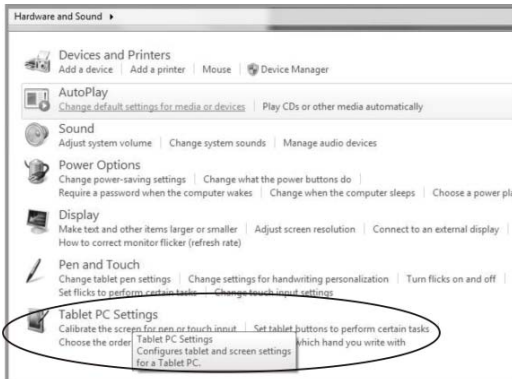 Hardware and Sound
Devices and Printers
Add a device Add a printer Mouse Device Manager
AutoPlay
Change default settings for media or devices Play CDs or other media automatically
Sound
Adjust system volume Change system sounds Manage audio devices
Power Options
Change power-saving settings Change what the power buttons do
Require a password when the computer wakes Change when the computer sleeps Choose a power pl
Display
Make text and other items larger or smaller Adjust screen resolution Connect to an external display
How to correct monitor flicker (refresh rate)
Pen and Touch
Change tablet pen settings Change settings for handwriting personalization Turn flicks on and off
Set flicks to perform certain tasks Change touch input settings
Tablet PC Settings
Calibrate the screen for pen or touch input Set tablet buttons to perform certain tasks
Choose the order which hand you write with
Tablet PC Settings
Configures tablet and screen settings
for a Tablet PC.